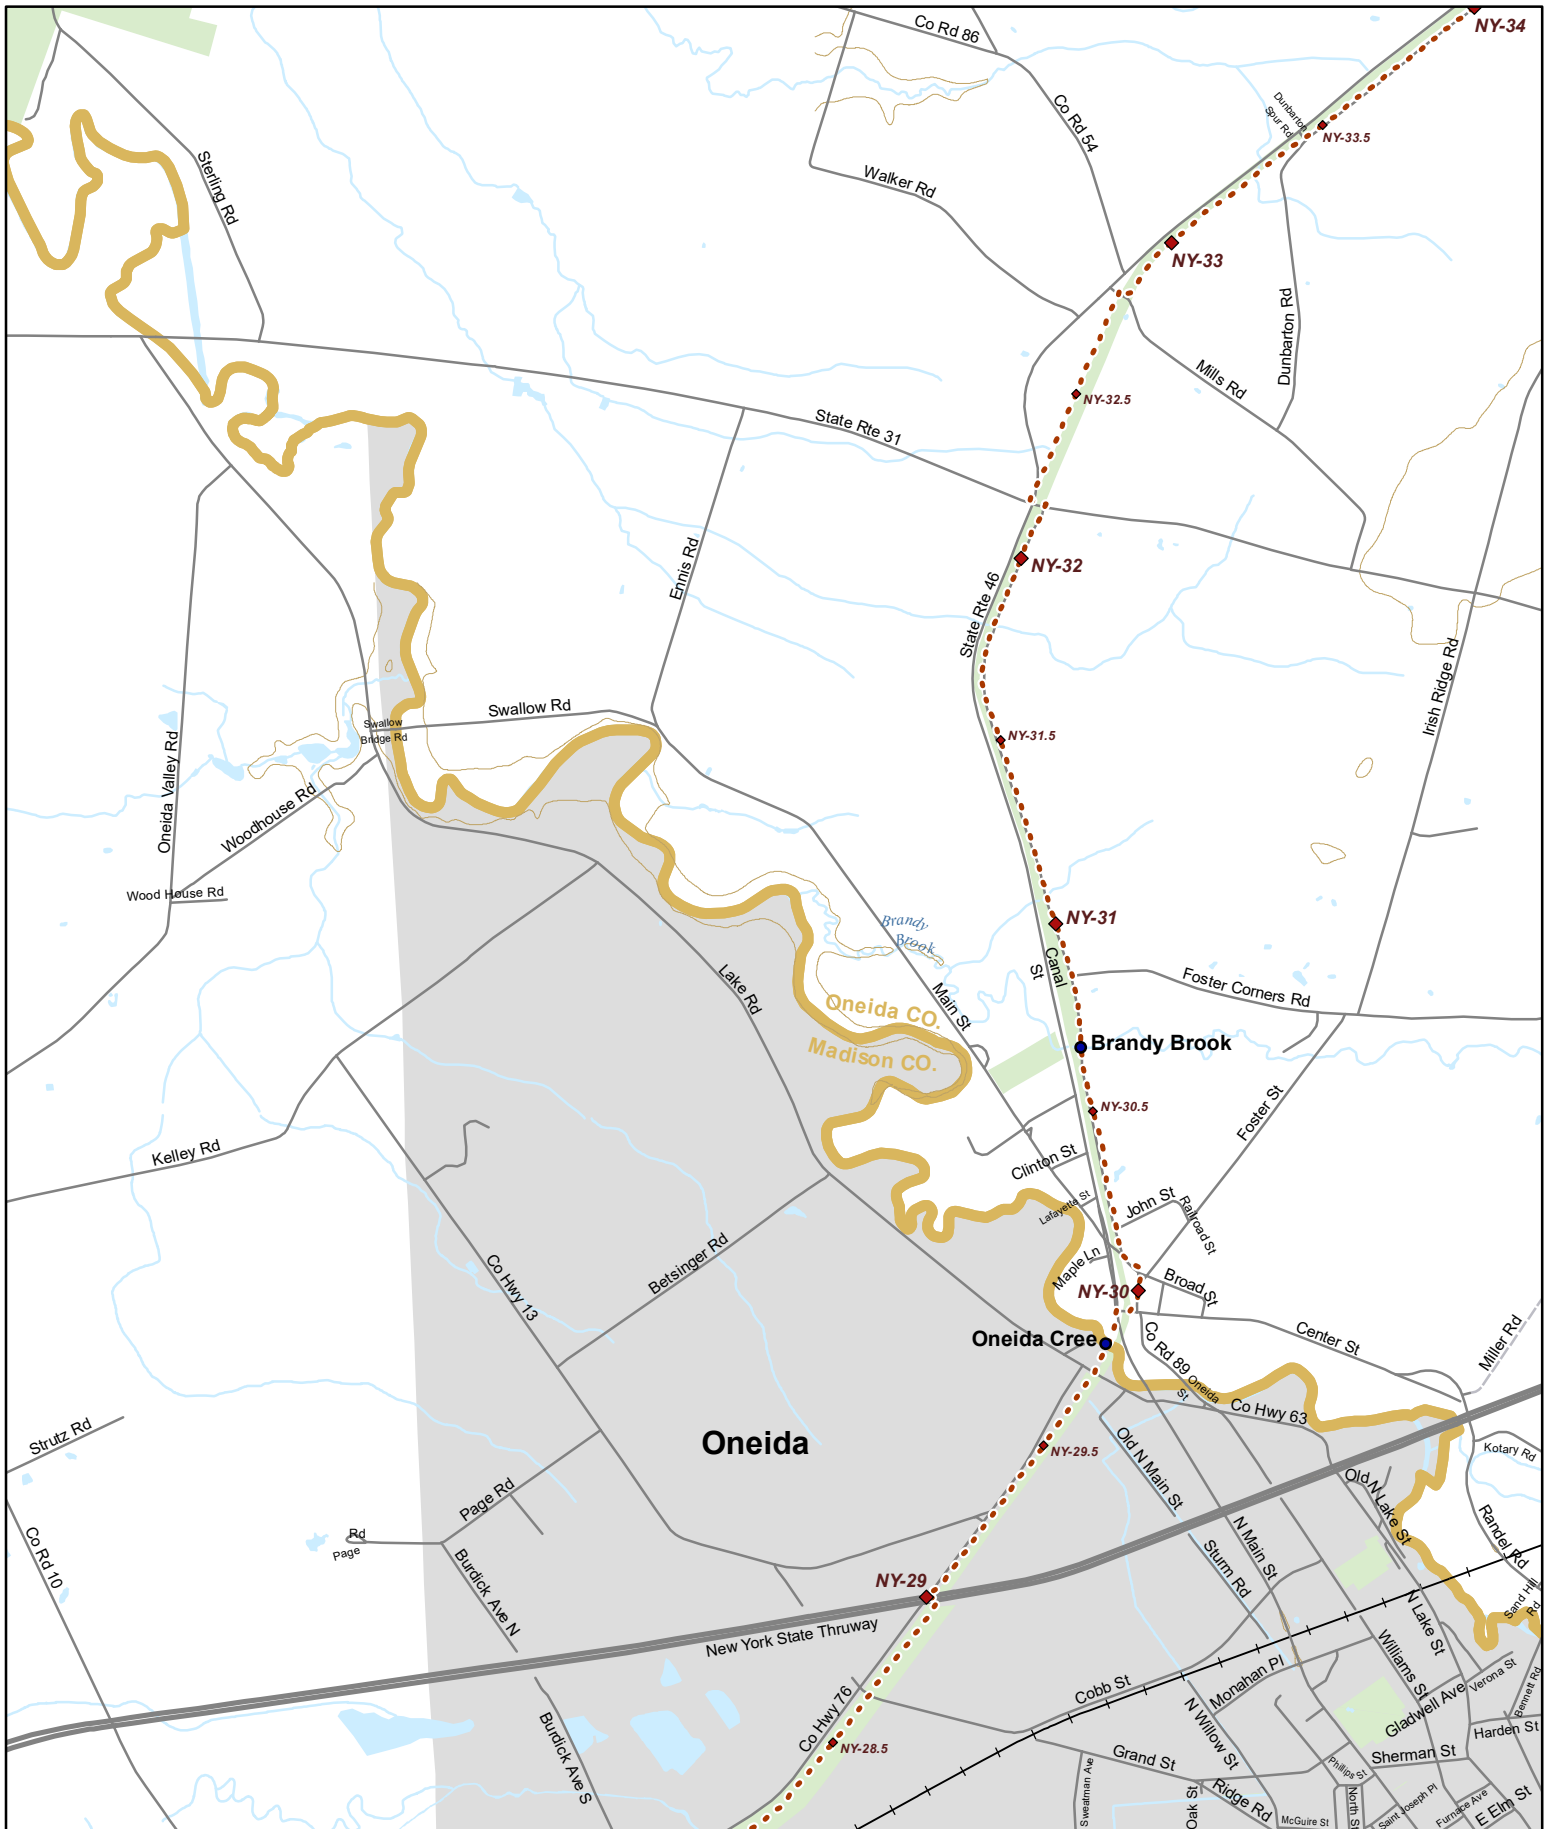 NY-34
Co Rd 86
Dunbarton
Spur Rd
NY-33.5
Co Rd 54
Sterling Rd
Walker Rd
NY-33
Dunbarton Rd
Mills Rd
NY-32.5
State Rte 31
Ennis Rd
NY-32
State Rte 46
Irish Ridge Rd
Swallow Rd
Swallow
Bridge Rd
NY-31.5
Oneida Valley Rd
Woodhouse Rd
Wood House Rd
Brandy
Brook
NY-31
Canal
St
Lake Rd
Main St
Foster Corners Rd
Oneida CO.
Madison CO.
Brandy Brook
NY-30.5
Foster St
Kelley Rd
Clinton St
Lafayette St
John St
Railroad St
Maple Ln
Betsinger Rd
Co Hwy 13
NY-30
Broad St
Oneida Cree
Co Rd 89
Center St
Miller Rd
Oneida
St
Co Hwy 63
Strutz Rd
Oneida
NY-29.5
Old N Main St
Kotary Rd
Old N Lake St
Page Rd
Rd
Page
Co Rd 10
Burdick Ave N
N Main St
Sturm Rd
Randel Rd
NY-29
Sand Hill
Rd
New York State Thruway
N Lake St
Williams St
Monahan Pl
Verona St
Bennett Rd
Cobb St
Gladwell Ave
Co Hwy 76
N Willow St
Harden St
Burdick Ave S
NY-28.5
Grand St
Sherman St
Phillips St
Sweatman Ave
Oak St
Ridge Rd
North St
Saint Joseph Pl
Furnace Ave
E Elm St
McGuire St